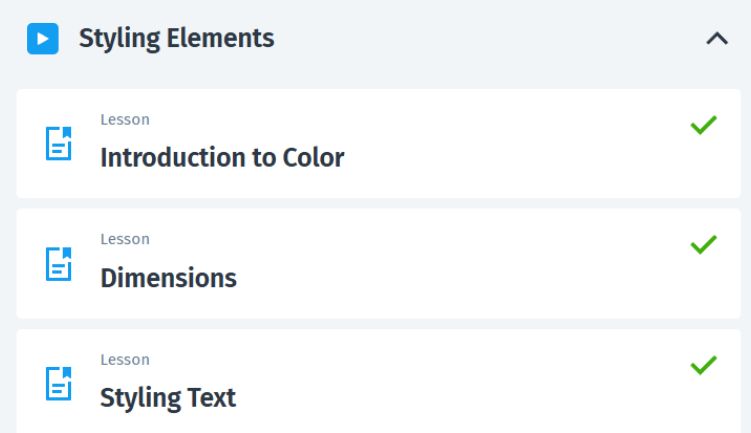 Styling Elements
Lesson
Introduction to Color
Lesson
Dimensions
Lesson
Styling Text